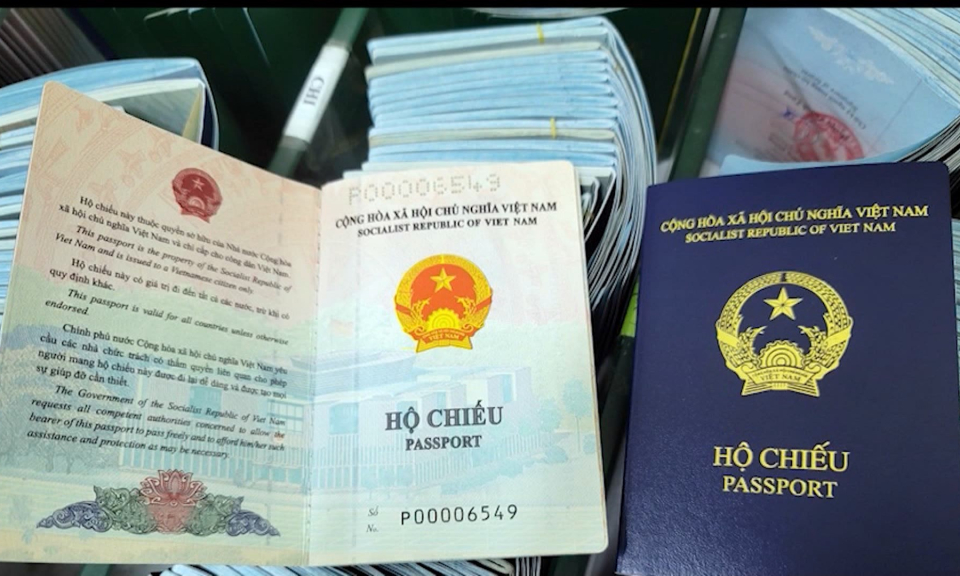 CHI
Hộ chiếu này thuộc quyền sở hữu của Nhà nước Cộng hòa
xã hội chủ nghĩa Việt Nam và chỉ cấp cho công dân Việt Nam.
This passport is the property of the Socialist Republic of
Viet Nam and is issued to a Vietnamese citizen only.
Hộ chiếu này có giá trị đi đến tất cả các nước, trừ khi có
quy định khác.
This passport is valid for all countries unless otherwise
endorsed.
Chính phủ nước Cộng hòa xã hội chủ nghĩa Việt Nam yêu
cầu các nhà chức trách có thẩm quyền liên quan cho phép
người mang hộ chiếu này được đi lại dễ dàng và được tạo mọi
sự giúp đỡ cần thiết.
The Government of the Socialist Republic of Viet Nam
requests all competent authorities concerned to allow the
bearer of this passport to pass freely and to afford him/her such
assistance and protection as may be necessary.
P00006549
CỘNG HÒA XÃ HỘI CHỦ NGHĨA VIỆT NAM
SOCIALIST REPUBLIC OF VIET NAM
VIỆT NAM
HỘ CHIẾU
PASSPORT
Số
No.
P00006549
CỘNG HÒA XÃ HỘI CHỦ NGHĨA VIỆT NAM
SOCIALIST REPUBLIC OF VIET NAM
VIỆT NAM
HỘ CHIẾU
PASSPORT